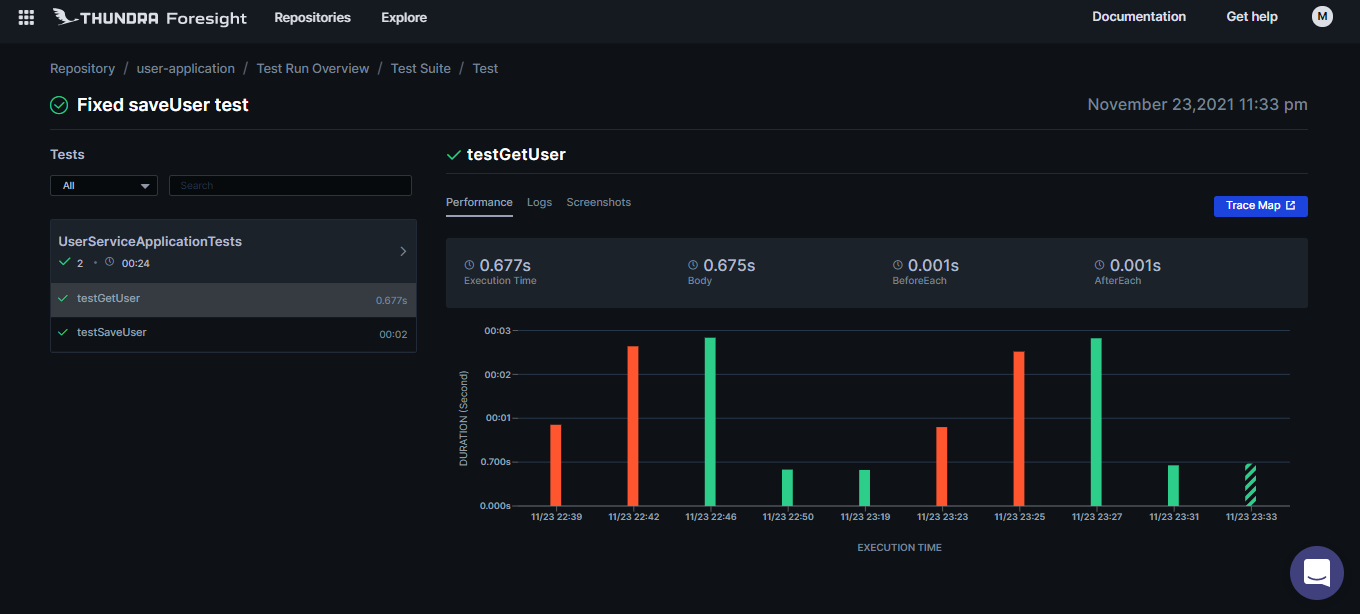 THUNDRA Foresight Repositories Explore Documentation Get help M
Repository / user-application / Test Run Overview / Test Suite / Test
Fixed saveUser test
November 23,2021 11:33 pm
Tests
All
Search
UserServiceApplicationTests
2 • 00:24
testGetUser 0.677s
testSaveUser 00:02
testGetUser
Performance Logs Screenshots
Trace Map
0.677s 0.675s 0.001s 0.001s
Execution Time Body BeforeEach AfterEach
DURATION (Second)
00:03
00:02
00:01
0.700s
0.000s
11/23 22:39 11/23 22:42 11/23 22:46 11/23 22:50 11/23 23:19 11/23 23:23 11/23 23:25 11/23 23:27 11/23 23:31 11/23 23:33
EXECUTION TIME